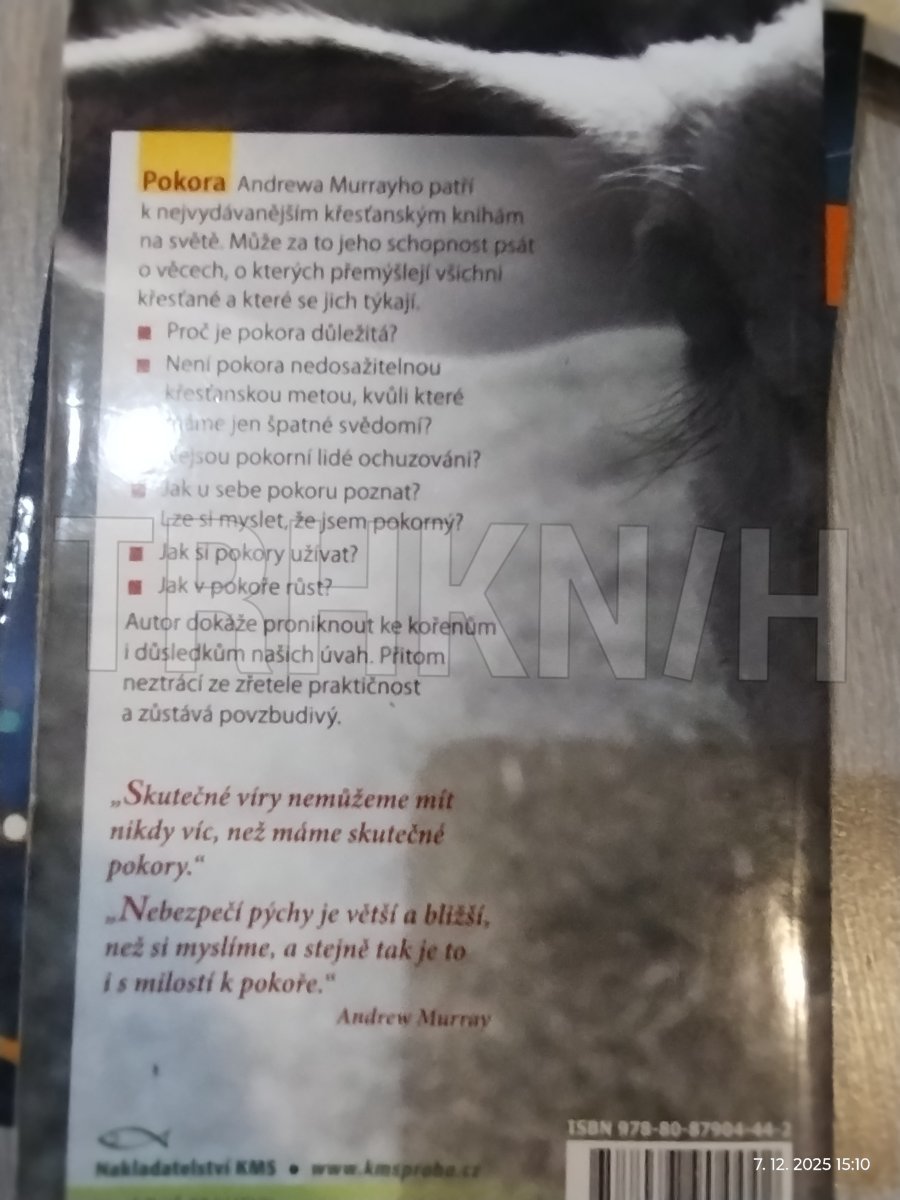 Pokora Andrewa Murrayho patří
k nejvydávanějším křesťanským knihám
na světě. Může za to jeho schopnost psát
o věcech, o kterých přemýšlejí všichni
křesťané a které se jich týkají.
■ Proč je pokora důležitá?
■ Není pokora nedosažitelnou
křesťanskou metou, kvůli které
máme jen špatné svědomí?
Nejsou pokorní lidé ochuzováni?
■ Jak u sebe pokoru poznat?
Lze si myslet, že jsem pokorný?
■ Jak si pokory užívat?
■ Jak v pokoře růst?
TRHKNIH
Autor dokáže proniknout ke kořenům
i důsledkům našich úvah. Přitom
neztrácí ze zřetele praktičnost
a zůstává povzbudivý.
„Skutečné víry nemůžeme mít
nikdy víc, než máme skutečné
pokory.“
„Nebezpečí pýchy je větší a bližší,
než si myslíme, a stejně tak je to
i s milostí k pokoře.“
Andrew Murray
ISBN 978-80-87904-44-2
Nakladatelství KMS • www.kmsproba.cz
7. 12. 2025 15:10